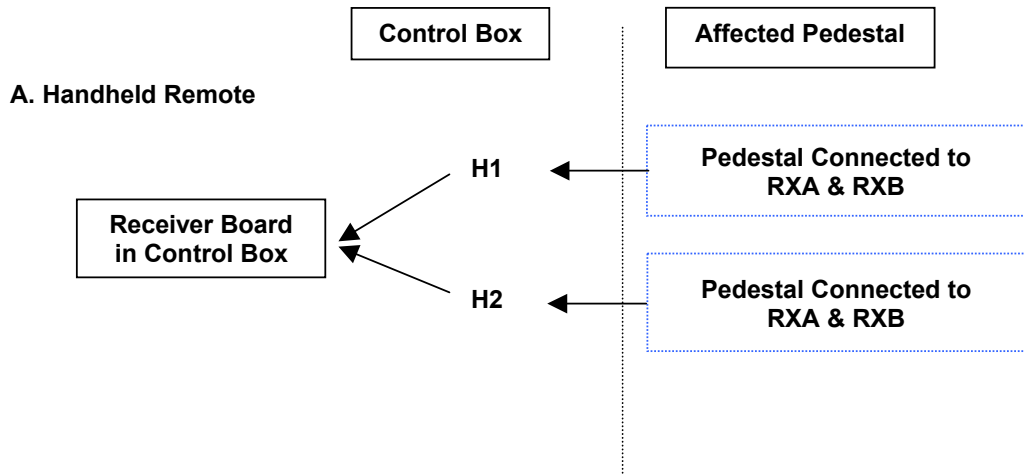 Control Box
Affected Pedestal
A. Handheld Remote
H1
Pedestal Connected to
RXA & RXB
Receiver Board
in Control Box
H2
Pedestal Connected to
RXA & RXB